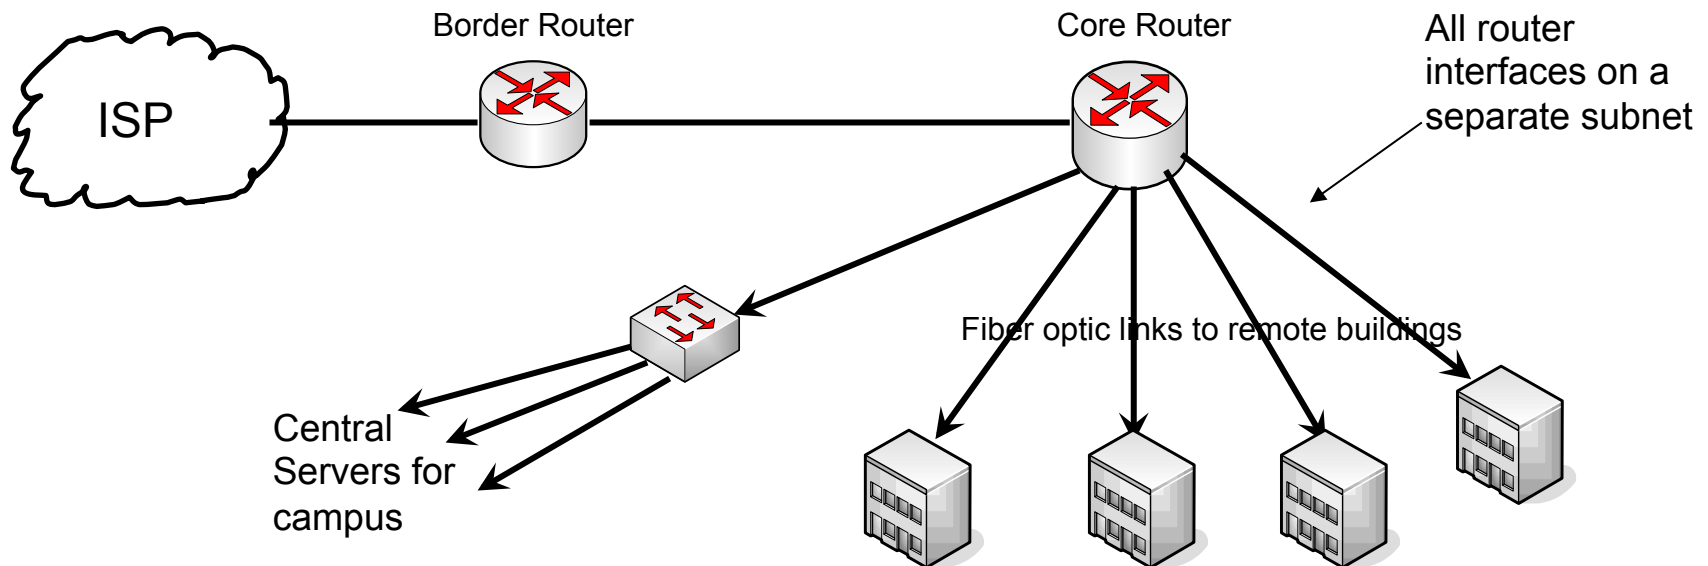 Border Router
Core Router
All router
interfaces on a
separate subnet
ISP
Fiber optic links to remote buildings
Central
Servers for
campus